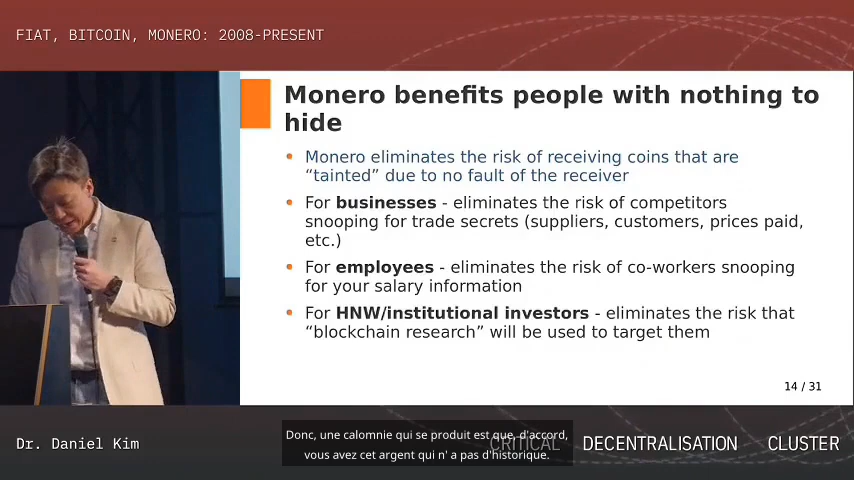 FIAT, BITCOIN, MONERO: 2008-PRESENT
Monero benefits people with nothing to
hide
• Monero eliminates the risk of receiving coins that are
“tainted” due to no fault of the receiver
• For businesses - eliminates the risk of competitors
snooping for trade secrets (suppliers, customers, prices paid,
etc.)
• For employees - eliminates the risk of co-workers snooping
for your salary information
• For HNW/institutional investors - eliminates the risk that
“blockchain research” will be used to target them
14 / 31
Dr. Daniel Kim
Donc, une calomnie qui se produit est que, d'accord,
vous avez cet argent qui n' a pas d'historique.
CRITICAL DECENTRALISATION CLUSTER